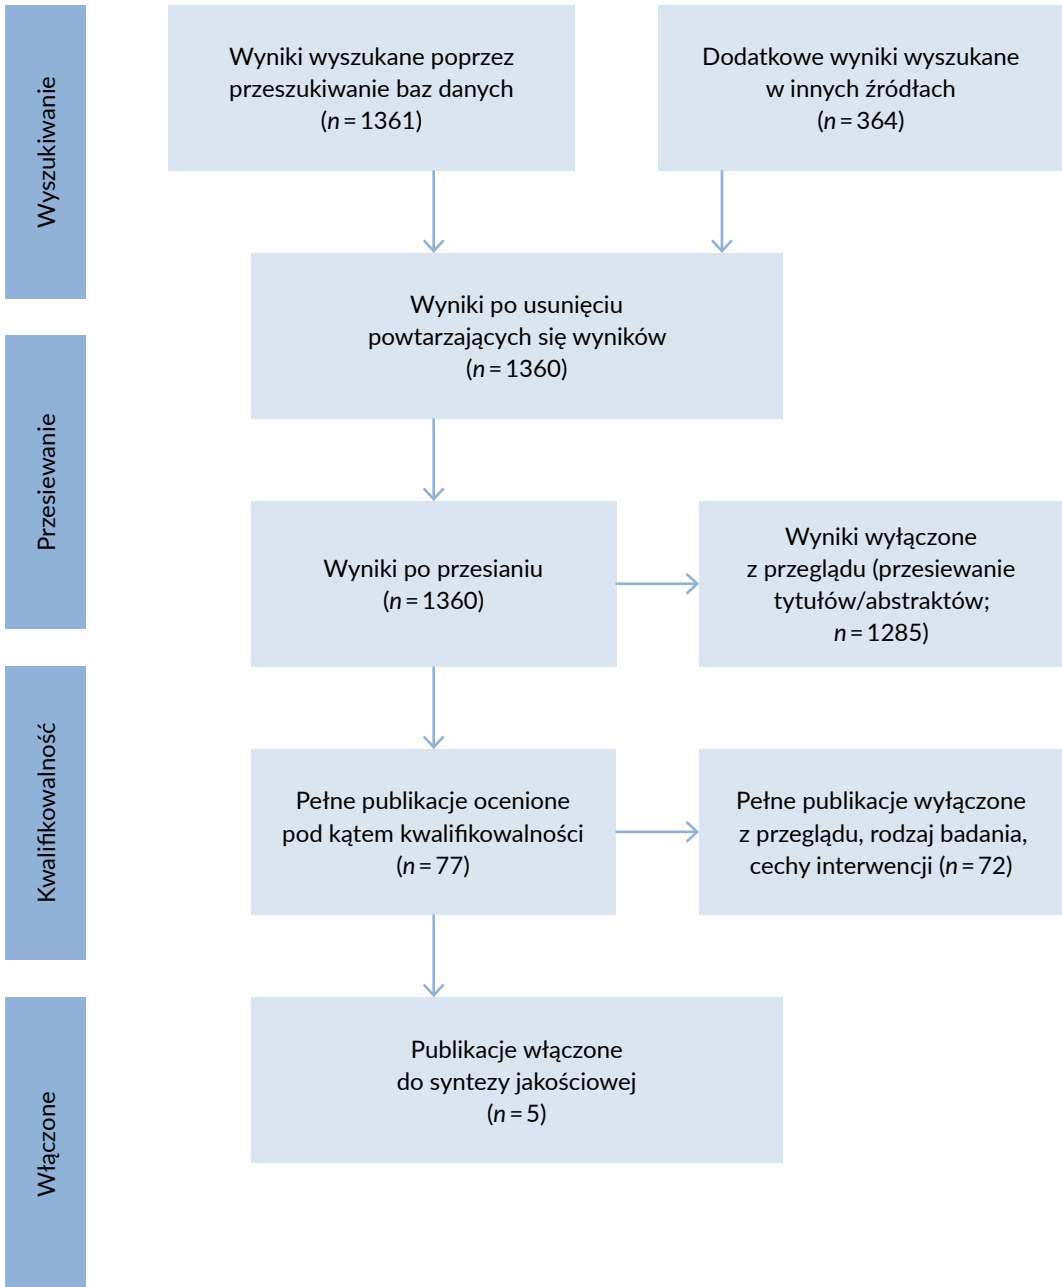 Wyszukiwanie
Wyniki wyszukane poprzez
przeszukiwanie baz danych
(n = 1361)
Dodatkowe wyniki wyszukane
w innych źródłach
(n = 364)
Wyniki po usunięciu
powtarzających się wyników
(n = 1360)
Przesiewanie
Wyniki po przesianiu
(n = 1360)
Wyniki wyłączone
z przeglądu (przesiewanie
tytułów/abstraktów;
n = 1285)
Kwalifikowalność
Pełne publikacje ocenione
pod kątem kwalifikowalności
(n = 77)
Pełne publikacje wyłączone
z przeglądu, rodzaj badania,
cechy interwencji (n = 72)
Włączone
Publikacje włączone
do syntezy jakościowej
(n = 5)